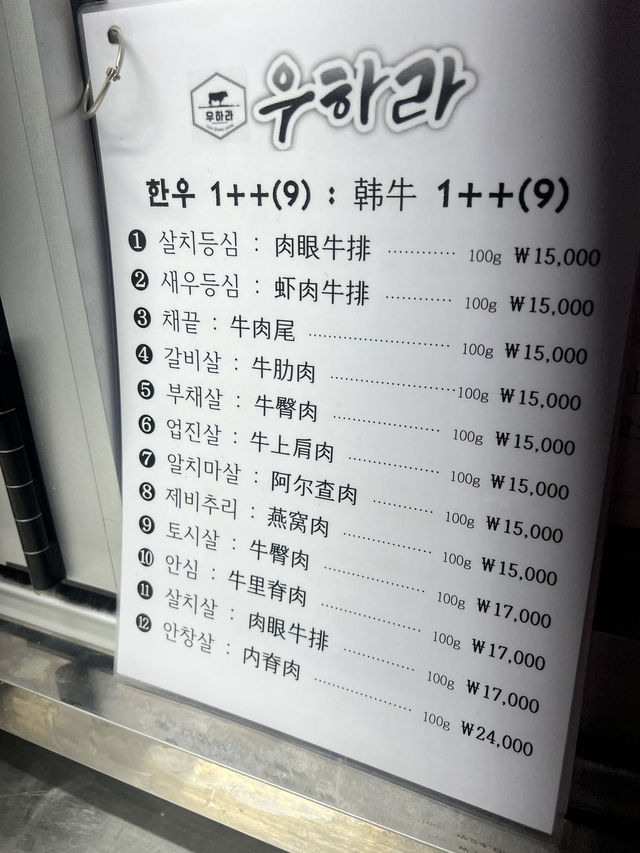 우하라
우하라
한우 1++(9) : 韩牛 1++(9)
❶ 살치등심 : 肉眼牛排 ………… 100g ₩15,000
❷ 새우등심 : 虾肉牛排 ………… 100g ₩15,000
❸ 채끝 : 牛肉尾 ………… 100g ₩15,000
❹ 갈비살 : 牛肋肉 ………… 100g ₩15,000
❺ 부채살 : 牛臀肉 ………… 100g ₩15,000
❻ 업진살 : 牛上肩肉 ………… 100g ₩15,000
❼ 알치마살 : 阿尔查肉 ………… 100g ₩15,000
❽ 제비추리 : 燕窝肉 ………… 100g ₩15,000
❾ 토시살 : 牛臀肉 ………… 100g ₩17,000
❿ 안심 : 牛里脊肉 ………… 100g ₩17,000
⓫ 살치살 : 肉眼牛排 ………… 100g ₩17,000
⓬ 안창살 : 内脊肉 ………… 100g ₩24,000